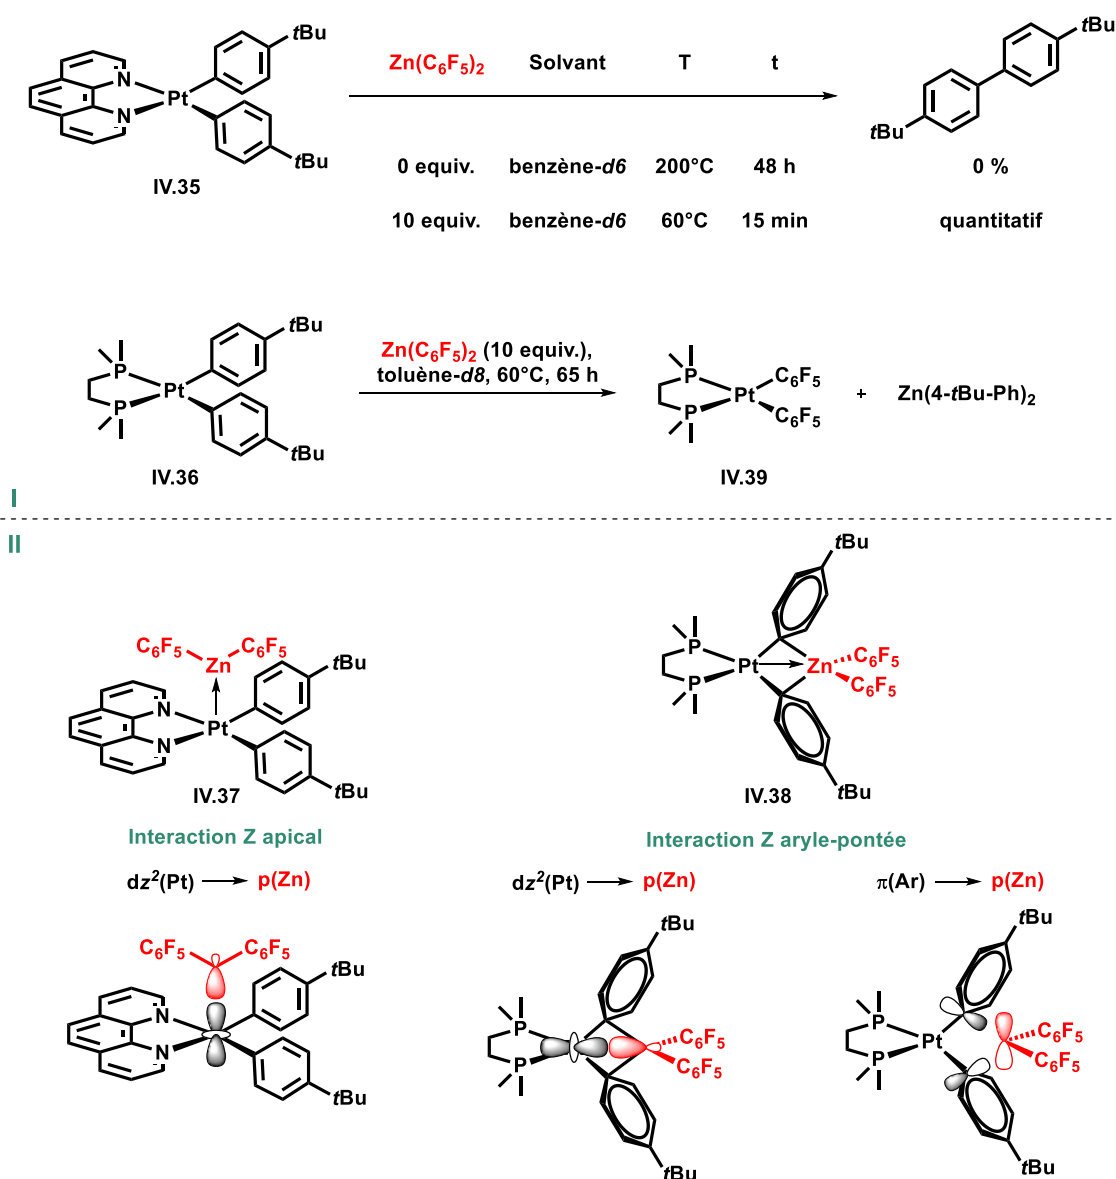 Zn(C6F5)2 Solvant T t
tBu
tBu
N
N
Pt
tBu
tBu
IV.35
0 equiv. benzène-d6 200°C 48 h 0 %
10 equiv. benzène-d6 60°C 15 min quantitatif
tBu
P
P
Pt
tBu
IV.36
Zn(C6F5)2 (10 equiv.),
toluène-d8, 60°C, 65 h
P
P
Pt
C6F5
C6F5
IV.39
+
Zn(4-tBu-Ph)2
I
II
C6F5
C6F5
Zn
N
N
Pt
tBu
tBu
IV.37
tBu
P
P
Pt
Zn
C6F5
C6F5
tBu
IV.38
Interaction Z apical
Interaction Z aryle-pontée
dz2(Pt) → p(Zn)
dz2(Pt) → p(Zn)
π(Ar) → p(Zn)
C6F5
C6F5
N
N
tBu
tBu
tBu
P
P
C6F5
C6F5
tBu
tBu
P
P
Pt
C6F5
C6F5
tBu